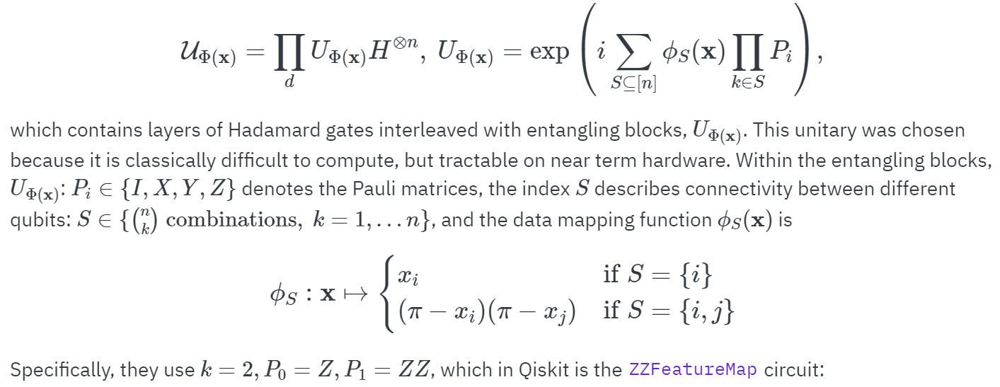 $$\mathcal{U}_{\Phi(\mathbf{x})} = \prod_{d} U_{\Phi(\mathbf{x})} H^{\otimes n},\ U_{\Phi(\mathbf{x})} = \exp\left(i \sum_{S \subseteq [n]} \phi_S(\mathbf{x}) \prod_{k \in S} P_i\right),$$
which contains layers of Hadamard gates interleaved with entangling blocks, $U_{\Phi(\mathbf{x})}$. This unitary was chosen
because it is classically difficult to compute, but tractable on near term hardware. Within the entangling blocks,
$U_{\Phi(\mathbf{x})}$: $P_i \in \{I, X, Y, Z\}$ denotes the Pauli matrices, the index $S$ describes connectivity between different
qubits: $S \in \{\binom{n}{k} \text{ combinations, } k = 1, \ldots n\}$, and the data mapping function $\phi_S(\mathbf{x})$ is
$$\phi_S : \mathbf{x} \mapsto \begin{cases} x_i & \text{if } S = \{i\} \\ (\pi - x_i)(\pi - x_j) & \text{if } S = \{i, j\} \end{cases}$$
Specifically, they use $k = 2, P_0 = Z, P_1 = ZZ$, which in Qiskit is the ZZFeatureMap circuit: